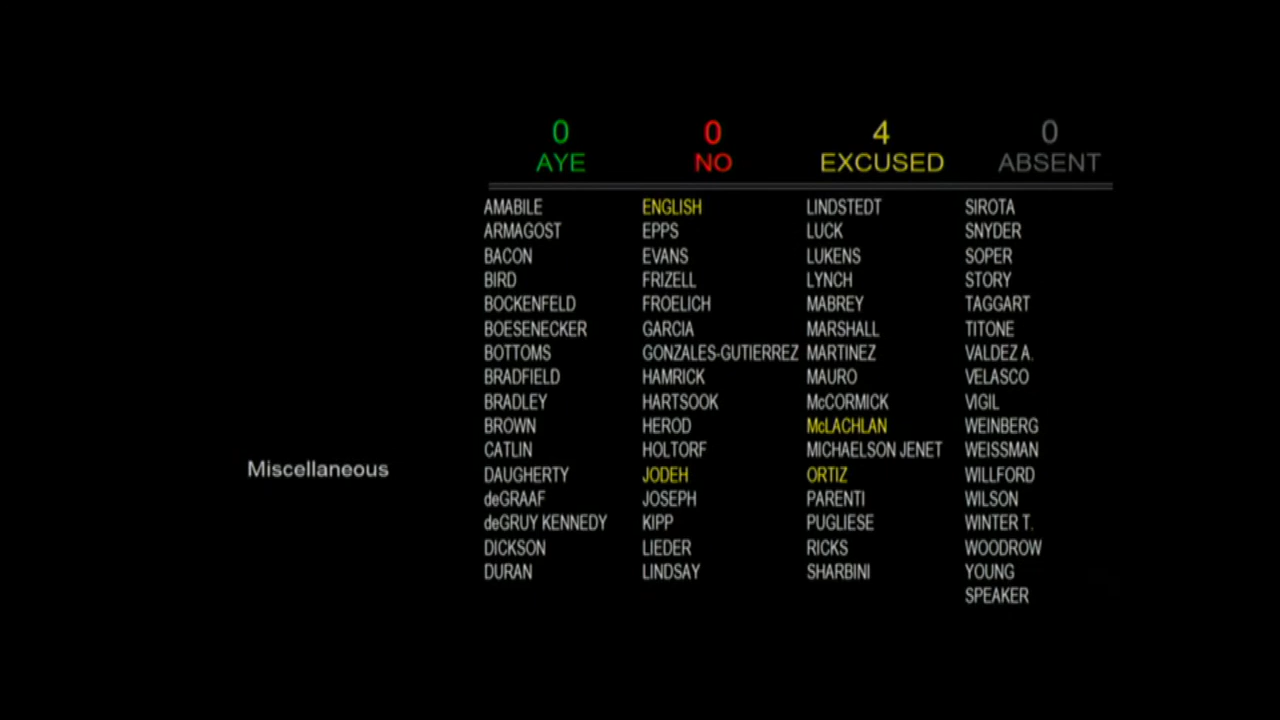 0 0 4 0
AYE NO EXCUSED ABSENT
AMABILE ENGLISH LINDSTEDT SIROTA
ARMAGOST EPPS LUCK SNYDER
BACON EVANS LUKENS SOPER
BIRD FRIZELL LYNCH STORY
BOCKENFELD FROELICH MABREY TAGGART
BOESENECKER GARCIA MARSHALL TITONE
BOTTOMS GONZALES-GUTIERREZ MARTINEZ VALDEZ A.
BRADFIELD HAMRICK MAURO VELASCO
BRADLEY HARTSOOK McCORMICK VIGIL
BROWN HEROD McLACHLAN WEINBERG
CATLIN HOLTORF MICHAELSON JENET WEISSMAN
Miscellaneous
DAUGHERTY JODEH ORTIZ WILLFORD
deGRAAF JOSEPH PARENTI WILSON
deGRUY KENNEDY KIPP PUGLIESE WINTER T.
DICKSON LIEDER RICKS WOODROW
DURAN LINDSAY SHARBINI YOUNG
SPEAKER